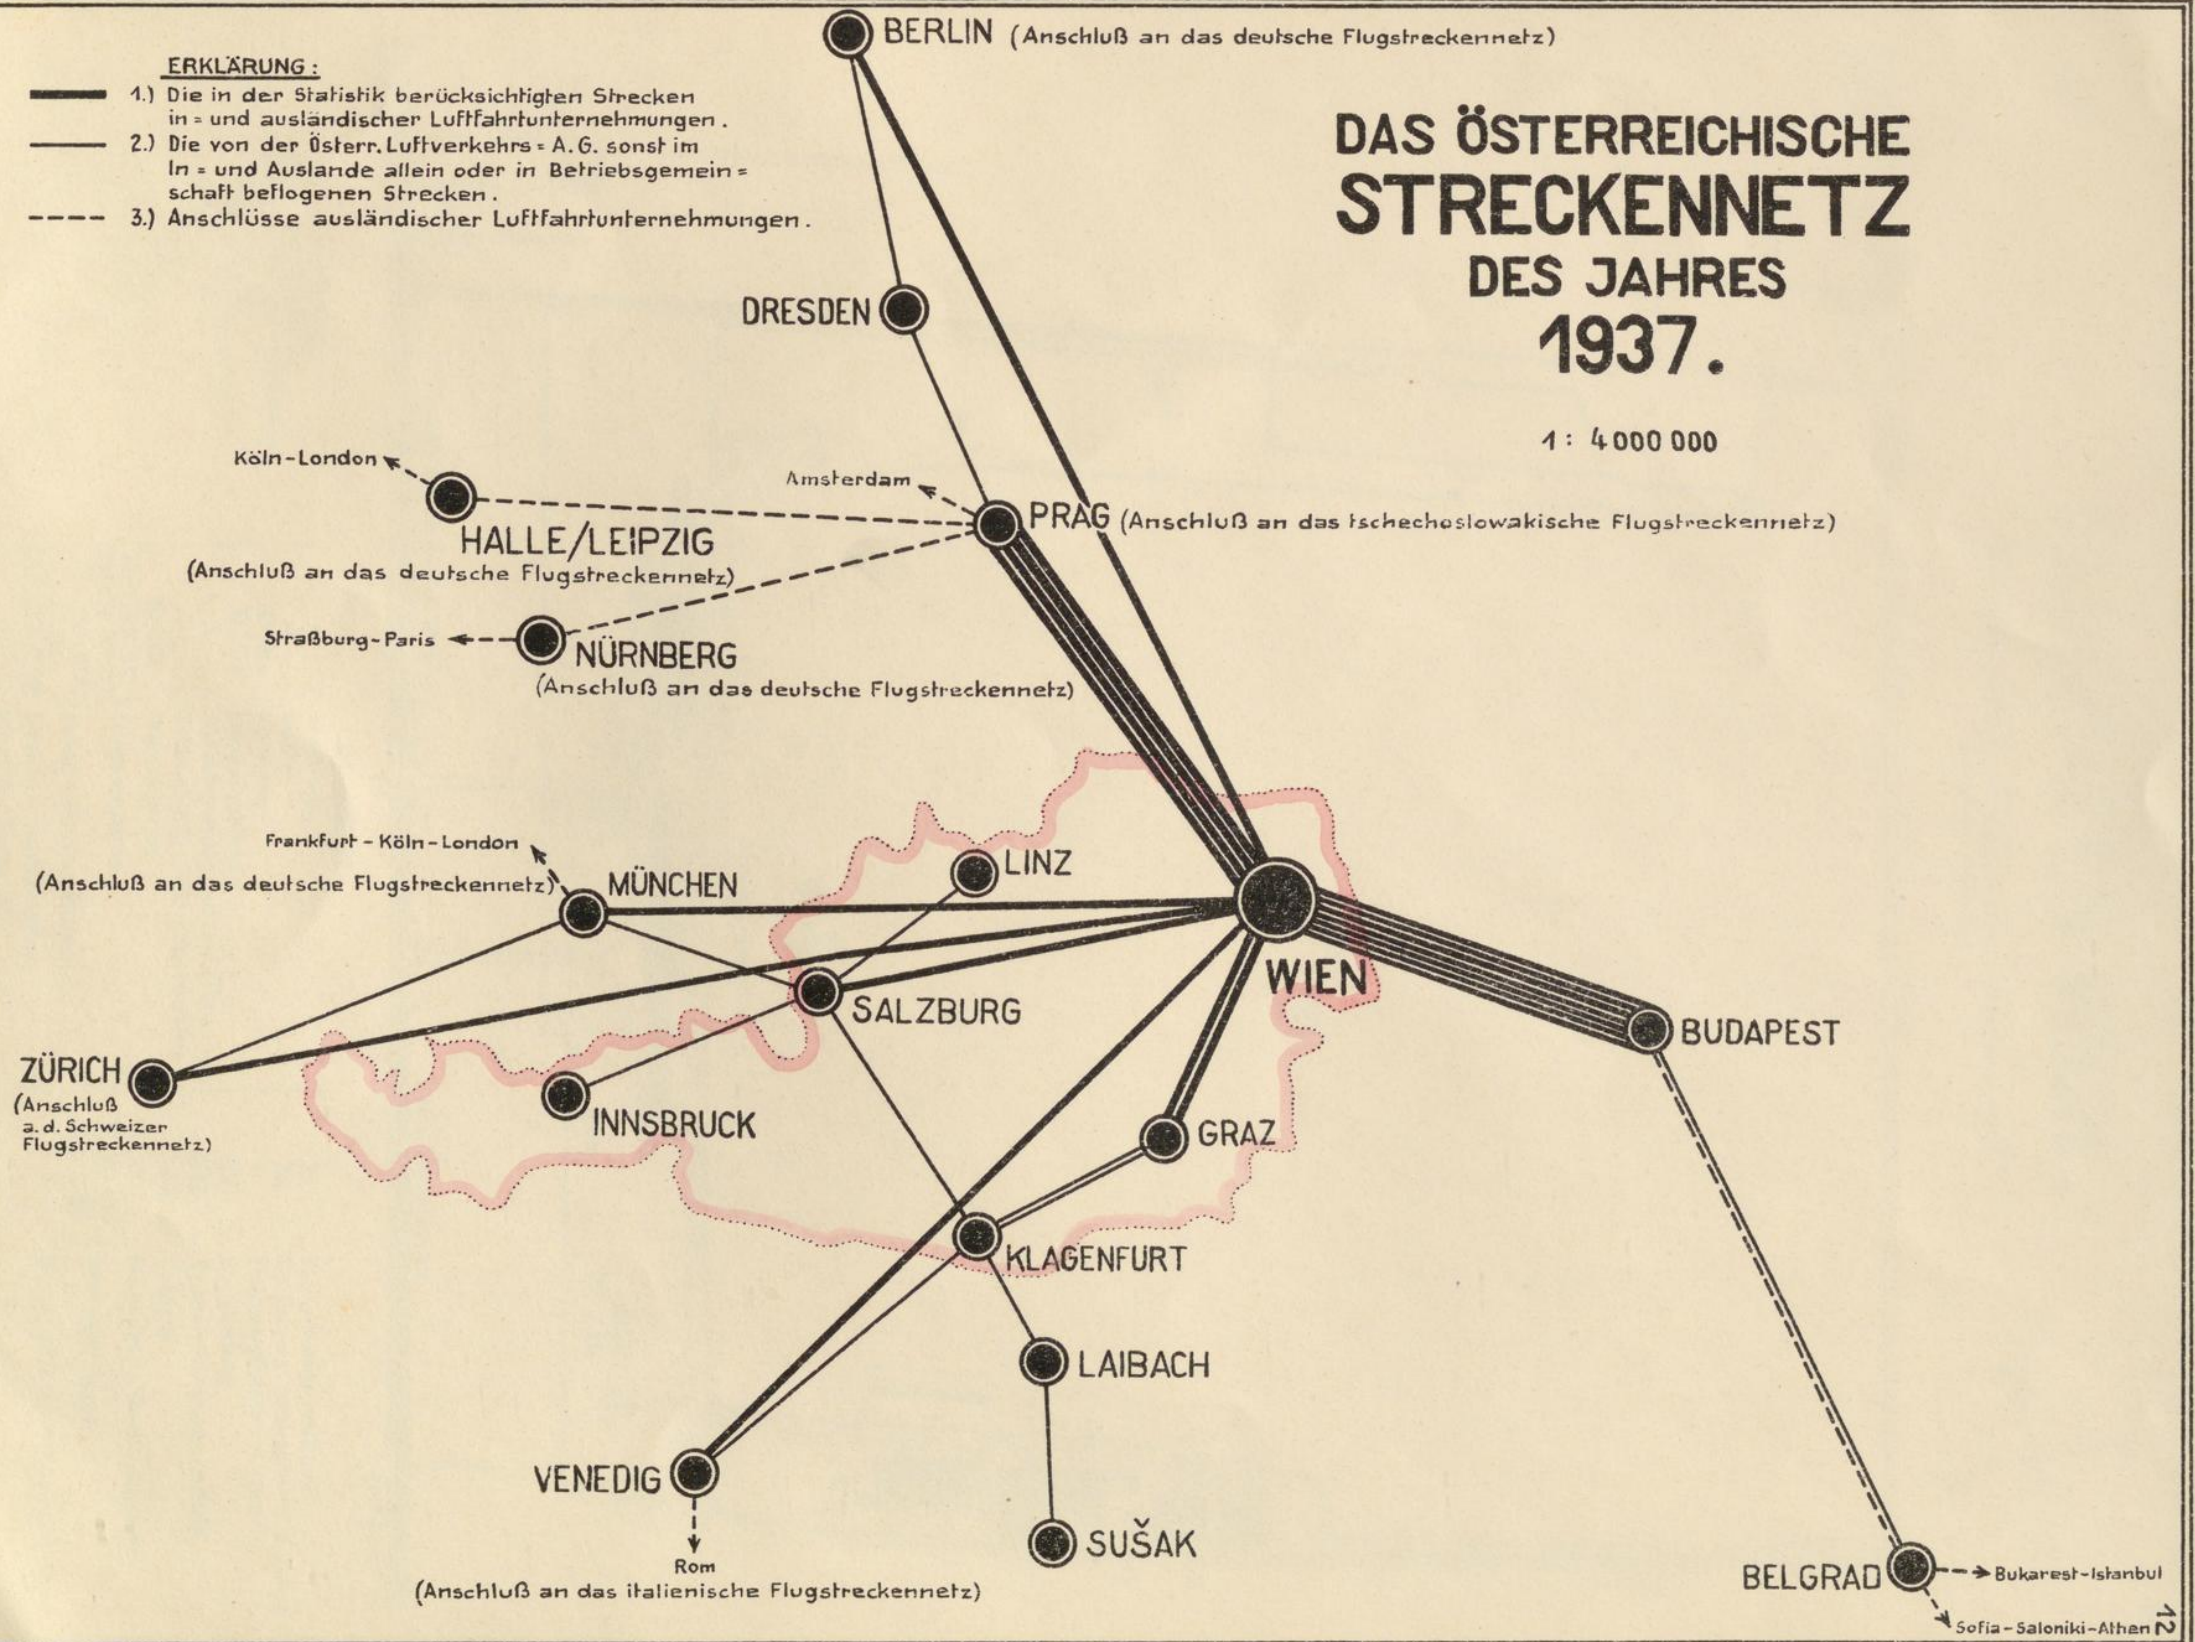 BERLIN (Anschluß an das deutsche Flugstreckennetz)
ERKLÄRUNG:
1.) Die in der Statistik berücksichtigten Strecken
in= und ausländischer Luftfahrtunternehmungen.
2.) Die von der Österr. Luftverkehrs=A.G. sonst im
In= und Auslande allein oder in Betriebsgemein=
schaft beflogenen Strecken.
3.) Anschlüsse ausländischer Luftfahrtunternehmungen.
DAS ÖSTERREICHISCHE
STRECKENNETZ
DES JAHRES
1937.
1: 4000 000
DRESDEN
Köln-London
Amsterdam
PRAG (Anschluß an das tschechoslowakische Flugstreckennetz)
HALLE/LEIPZIG
(Anschluß an das deutsche Flugstreckennetz)
Straßburg-Paris
NÜRNBERG
(Anschluß an das deutsche Flugstreckennetz)
Frankfurt-Köln-London
(Anschluß an das deutsche Flugstreckennetz)
MÜNCHEN
LINZ
WIEN
SALZBURG
BUDAPEST
ZÜRICH
(Anschluß
a.d. Schweizer
Flugstreckennetz)
INNSBRUCK
GRAZ
KLAGENFURT
LAIBACH
VENEDIG
SUŠAK
Rom
(Anschluß an das italienische Flugstreckennetz)
BELGRAD
Bukarest-Istanbul
Sofia-Saloniki-Athen
12